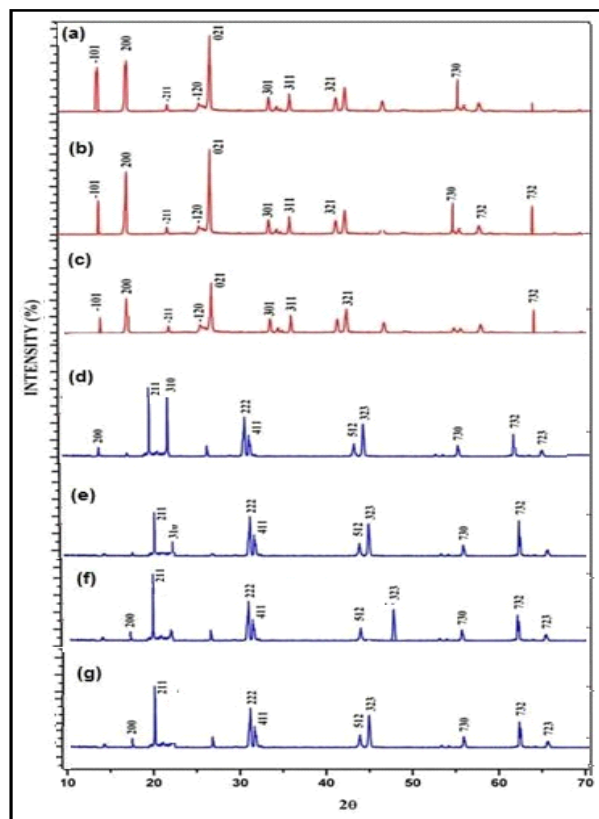 (a) -101 200 -211 -120 021 301 311 321 730
(b) -101 200 -211 -120 021 301 311 321 730 732 732
(c) -101 200 -211 -120 021 301 311 321 732
(d) 200 211 310 222 411 512 323 730 732 723
(e) 211 222 411 512 323 730 732
(f) 200 211 222 411 512 323 730 732 723
(g) 200 211 222 411 512 323 730 732 723
INTENSITY (%)
10 20 30 40 50 60 70
2θ